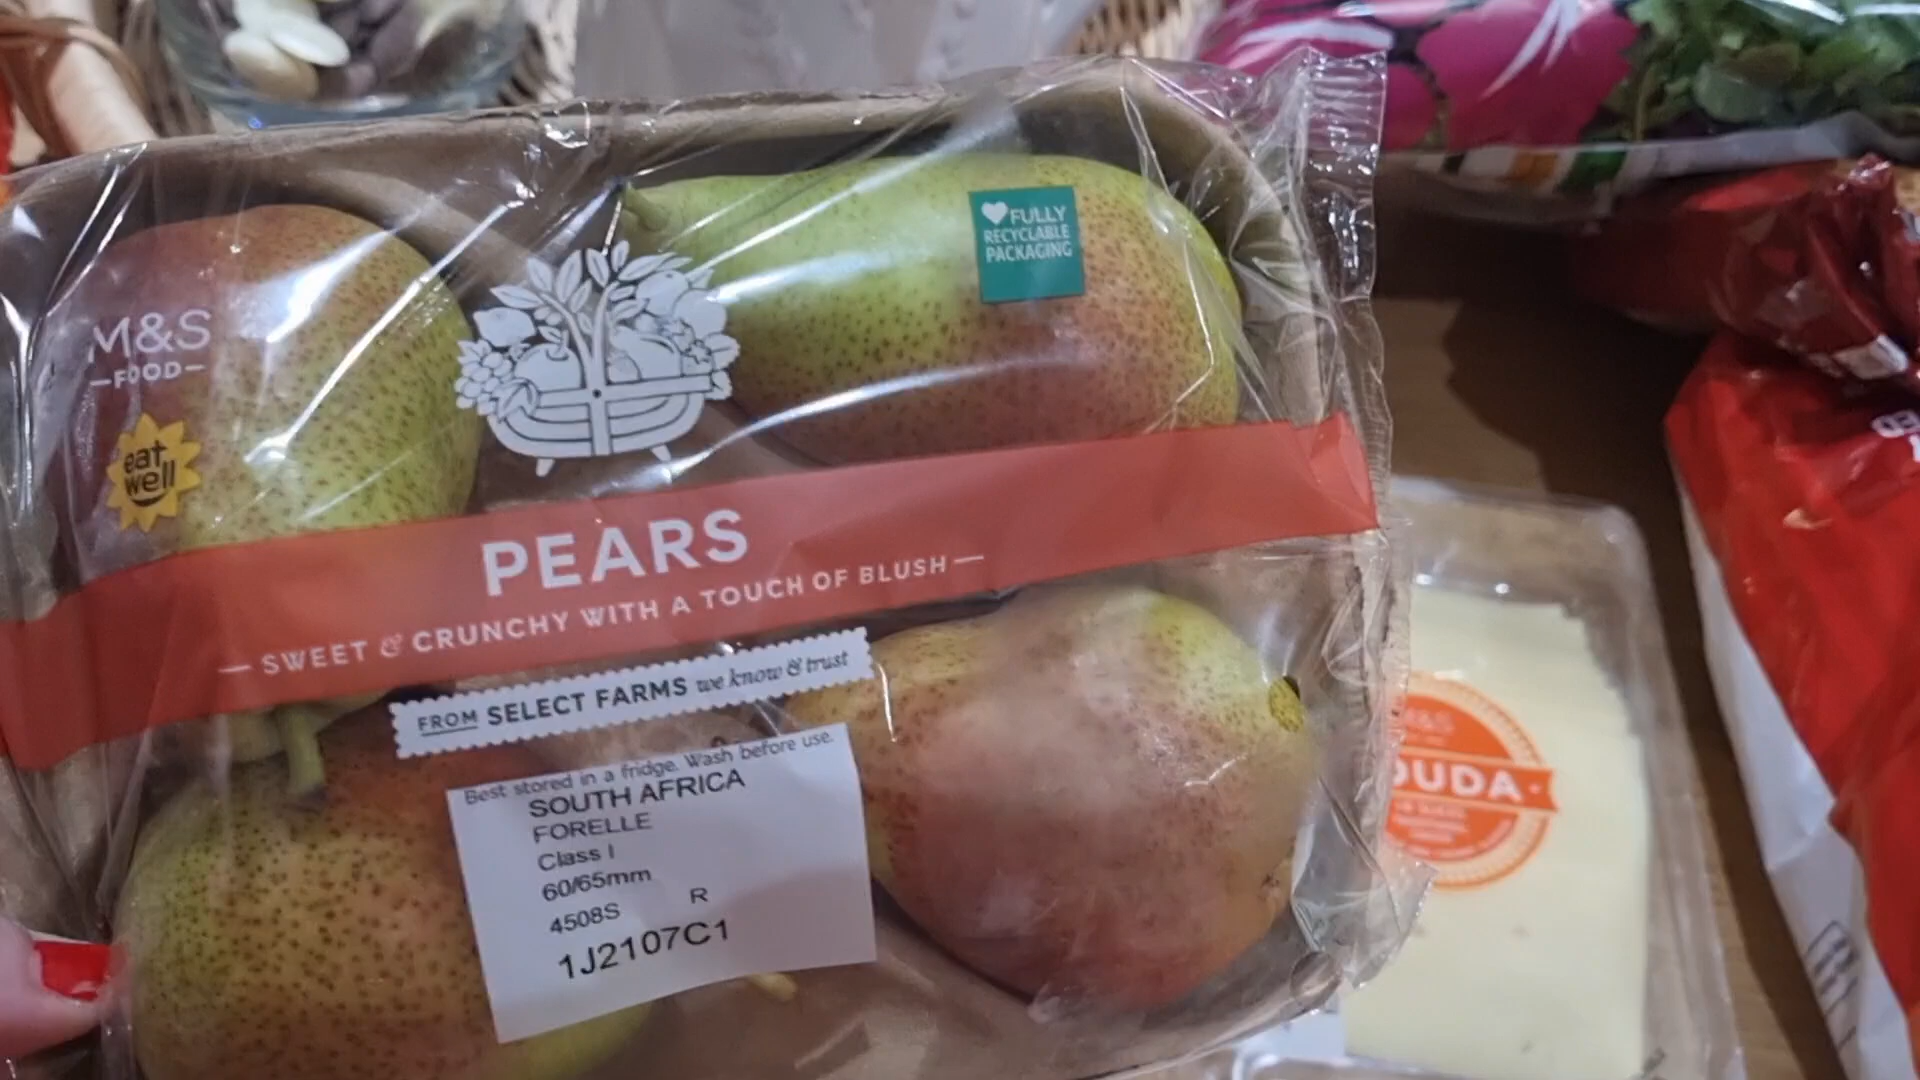 M&S
FOOD
eat
well
FULLY
RECYCLABLE
PACKAGING
PEARS
SWEET & CRUNCHY WITH A TOUCH OF BLUSH
FROM SELECT FARMS we know & trust
Best stored in a fridge. Wash before use.
SOUTH AFRICA
FORELLE
Class I
60/65mm
4508S R
1J2107C1
M&S
OUDA